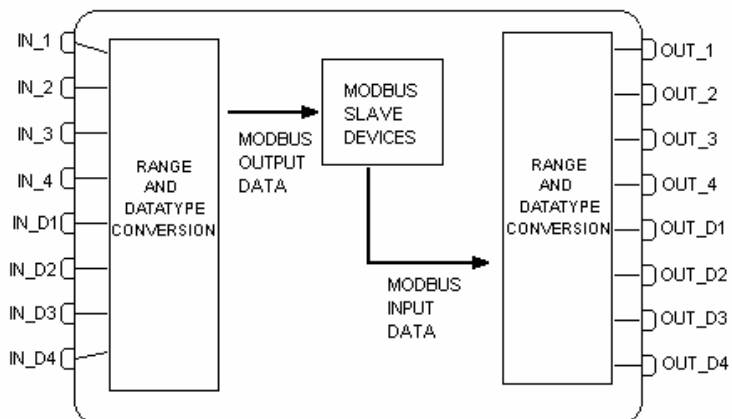 IN_1
IN_2
IN_3
IN_4
IN_D1
IN_D2
IN_D3
IN_D4
RANGE
AND
DATATYPE
CONVERSION
MODBUS
OUTPUT
DATA
MODBUS
SLAVE
DEVICES
MODBUS
INPUT
DATA
RANGE
AND
DATATYPE
CONVERSION
OUT_1
OUT_2
OUT_3
OUT_4
OUT_D1
OUT_D2
OUT_D3
OUT_D4